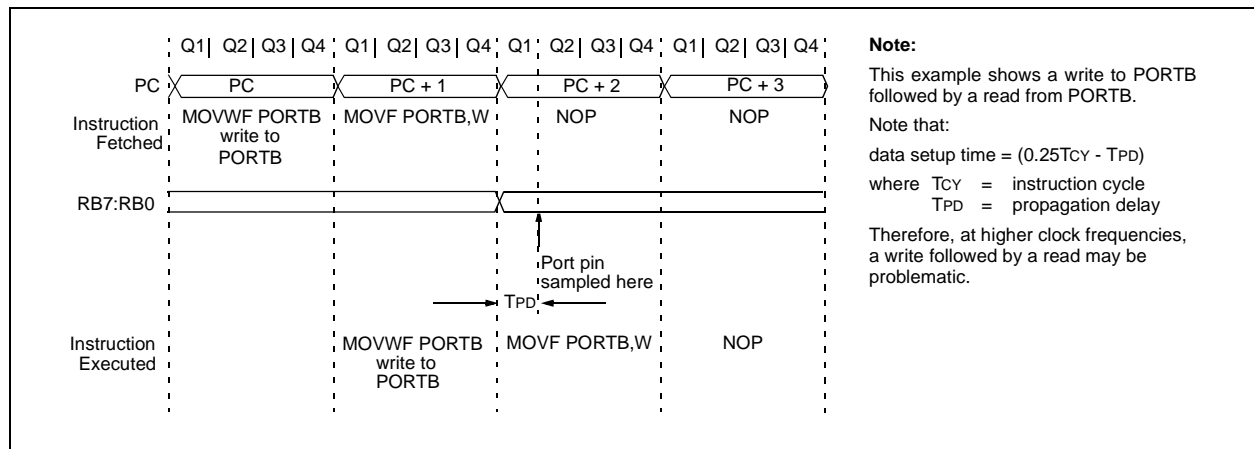 Q1| Q2| Q3| Q4 Q1| Q2| Q3| Q4 Q1| Q2| Q3| Q4 Q1| Q2| Q3| Q4
PC PC PC + 1 PC + 2 PC + 3
Instruction
Fetched
MOVWF PORTB
write to
PORTB
MOVF PORTB,W
NOP
NOP
RB7:RB0
Port pin
sampled here
TPD
Instruction
Executed
MOVWF PORTB
write to
PORTB
MOVF PORTB,W
NOP
Note:
This example shows a write to PORTB
followed by a read from PORTB.
Note that:
data setup time = (0.25TCY - TPD)
where TCY = instruction cycle
TPD = propagation delay
Therefore, at higher clock frequencies,
a write followed by a read may be
problematic.